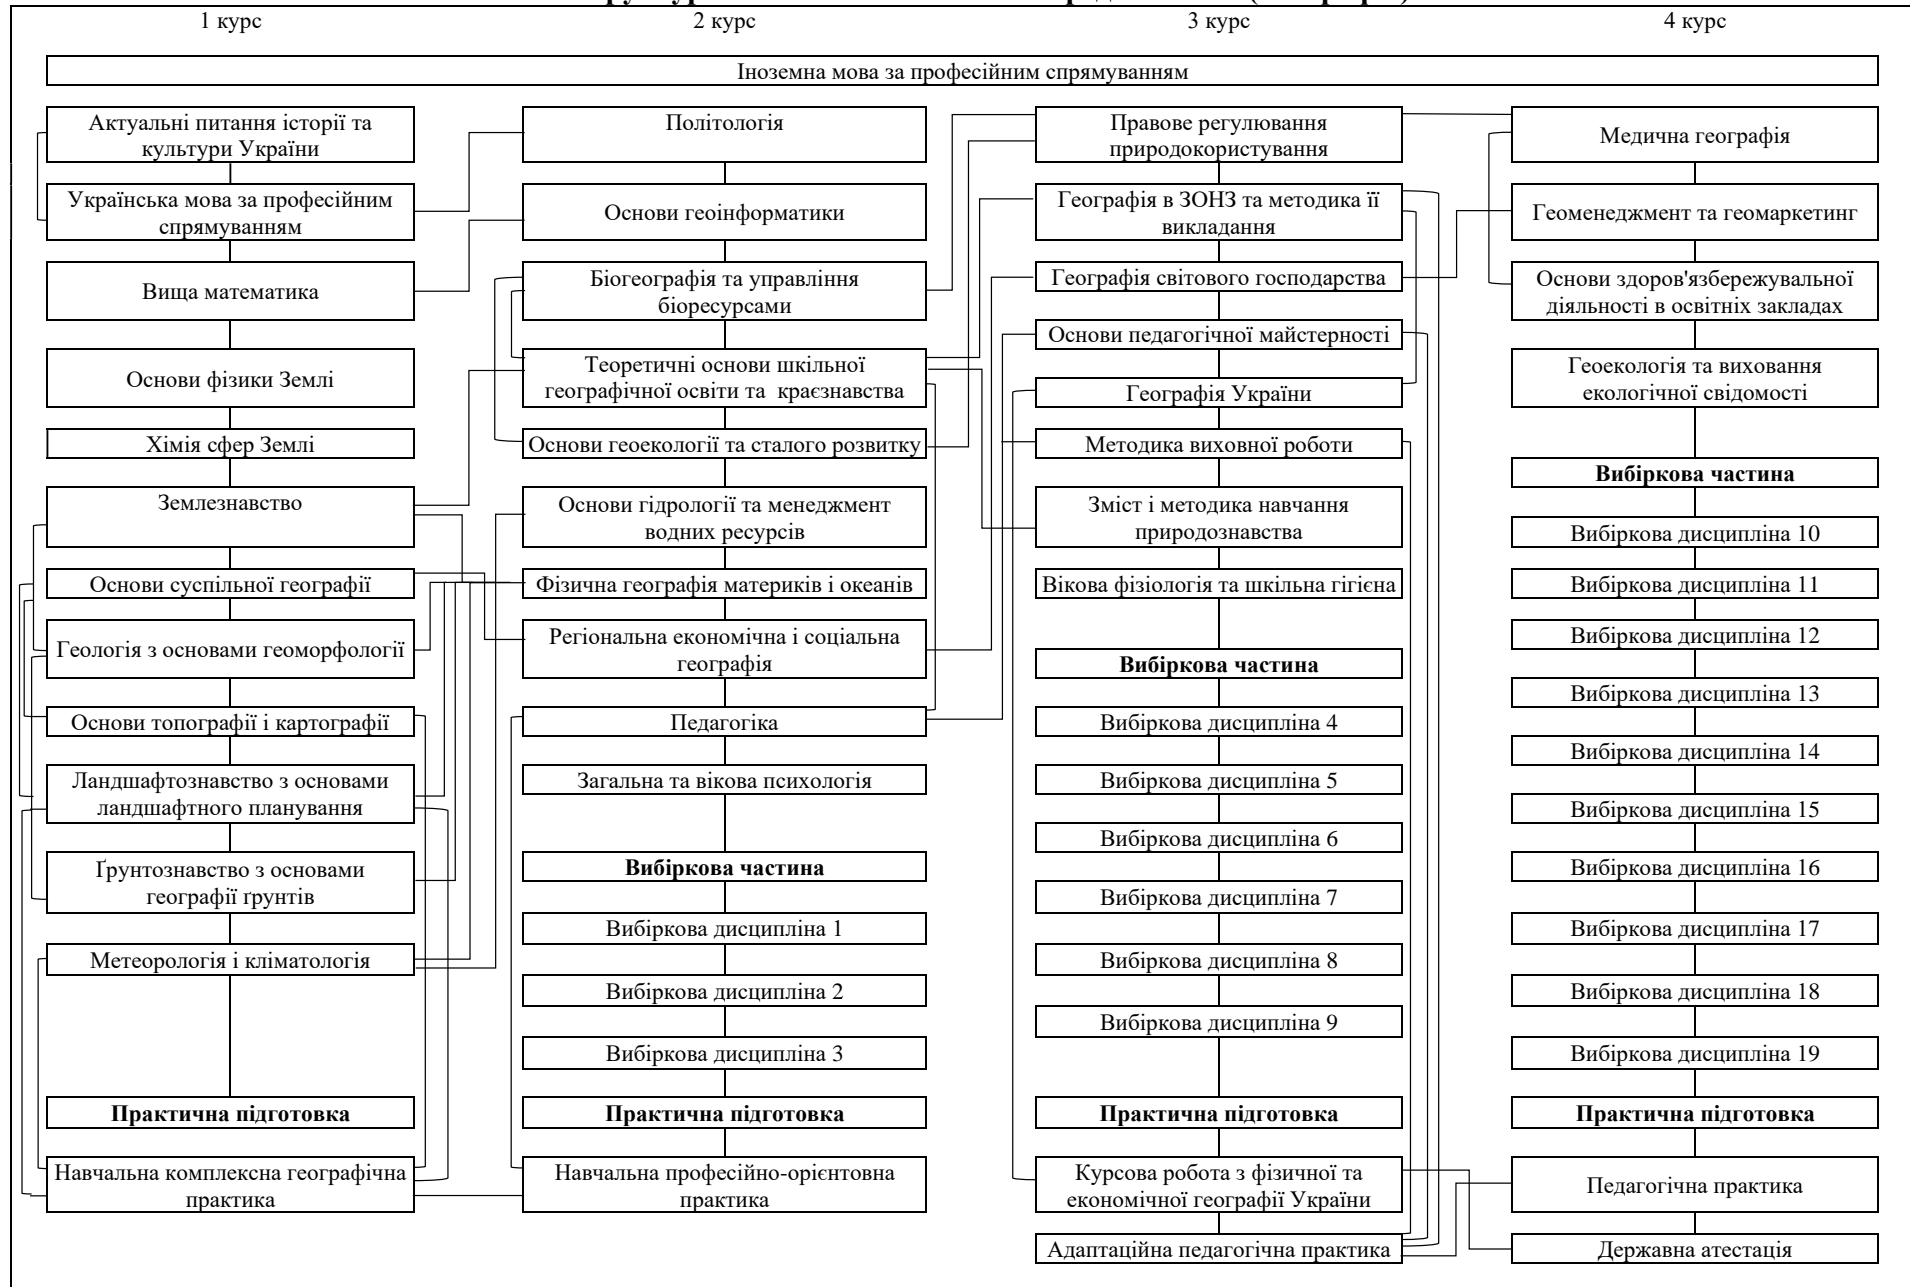 1 курс
2 курс
3 курс
4 курс
Іноземна мова за професійним спрямуванням
Актуальні питання історії та
культури України
Українська мова за професійним
спрямуванням
Вища математика
Основи фізики Землі
Хімія сфер Землі
Землезнавство
Основи суспільної географії
Геологія з основами геоморфології
Основи топографії і картографії
Ландшафтознавство з основами
ландшафтного планування
Ґрунтознавство з основами
географії ґрунтів
Метеорологія і кліматологія
Практична підготовка
Навчальна комплексна географічна
практика
Політологія
Основи геоінформатики
Біогеографія та управління
біоресурсами
Теоретичні основи шкільної
географічної освіти та краєзнавства
Основи геоекології та сталого розвитку
Основи гідрології та менеджмент
водних ресурсів
Фізична географія материків і океанів
Регіональна економічна і соціальна
географія
Педагогіка
Загальна та вікова психологія
Вибіркова частина
Вибіркова дисципліна 1
Вибіркова дисципліна 2
Вибіркова дисципліна 3
Практична підготовка
Навчальна професійно-орієнтовна
практика
Правове регулювання
природокористування
Географія в ЗОНЗ та методика її
викладання
Географія світового господарства
Основи педагогічної майстерності
Географія України
Методика виховної роботи
Зміст і методика навчання
природознавства
Вікова фізіологія та шкільна гігієна
Вибіркова частина
Вибіркова дисципліна 4
Вибіркова дисципліна 5
Вибіркова дисципліна 6
Вибіркова дисципліна 7
Вибіркова дисципліна 8
Вибіркова дисципліна 9
Практична підготовка
Курсова робота з фізичної та
економічної географії України
Адаптаційна педагогічна практика
Медична географія
Геоменеджмент та геомаркетинг
Основи здоров'язбережувальної
діяльності в освітніх закладах
Геоекологія та виховання
екологічної свідомості
Вибіркова частина
Вибіркова дисципліна 10
Вибіркова дисципліна 11
Вибіркова дисципліна 12
Вибіркова дисципліна 13
Вибіркова дисципліна 14
Вибіркова дисципліна 15
Вибіркова дисципліна 16
Вибіркова дисципліна 17
Вибіркова дисципліна 18
Вибіркова дисципліна 19
Практична підготовка
Педагогічна практика
Державна атестація